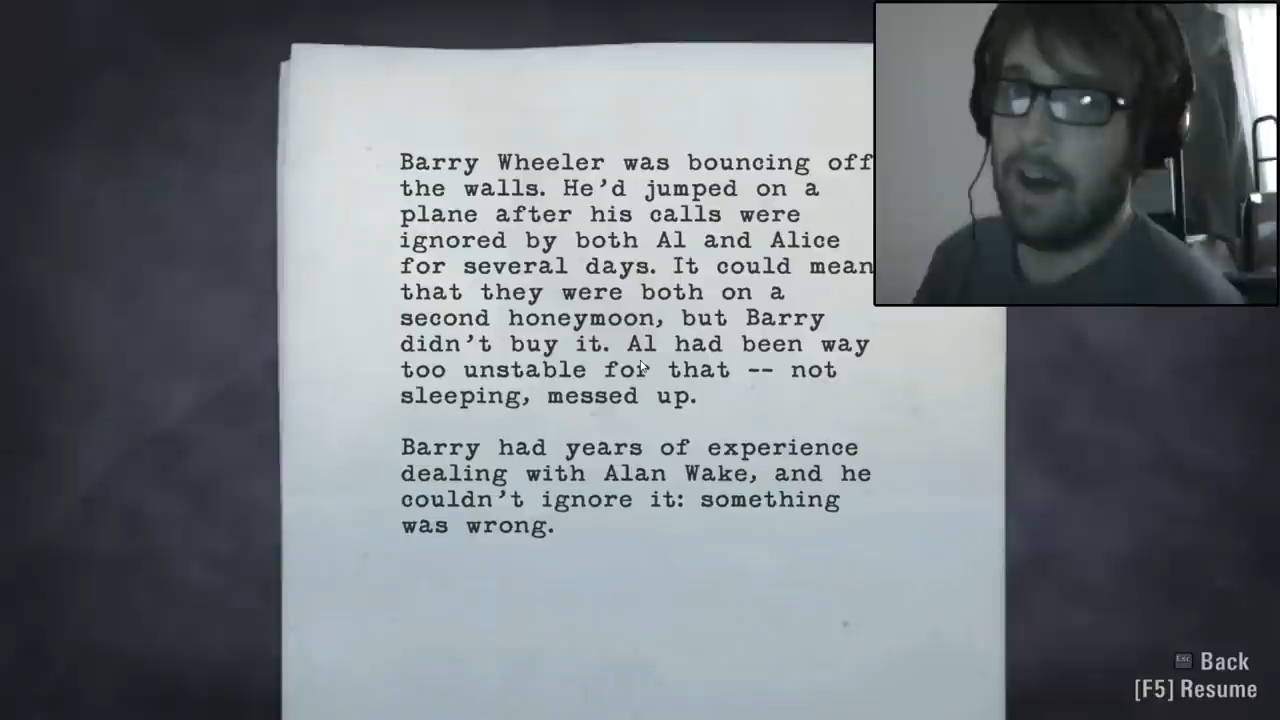 Barry Wheeler was bouncing off
the walls. He'd jumped on a
plane after his calls were
ignored by both Al and Alice
for several days. It could mean
that they were both on a
second honeymoon, but Barry
didn't buy it. Al had been way
too unstable for that -- not
sleeping, messed up.
Barry had years of experience
dealing with Alan Wake, and he
couldn't ignore it: something
was wrong.
Esc Back
[F5] Resume